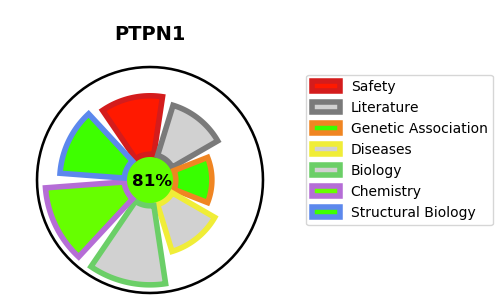 PTPN1
81%
Safety
Literature
Genetic Association
Diseases
Biology
Chemistry
Structural Biology